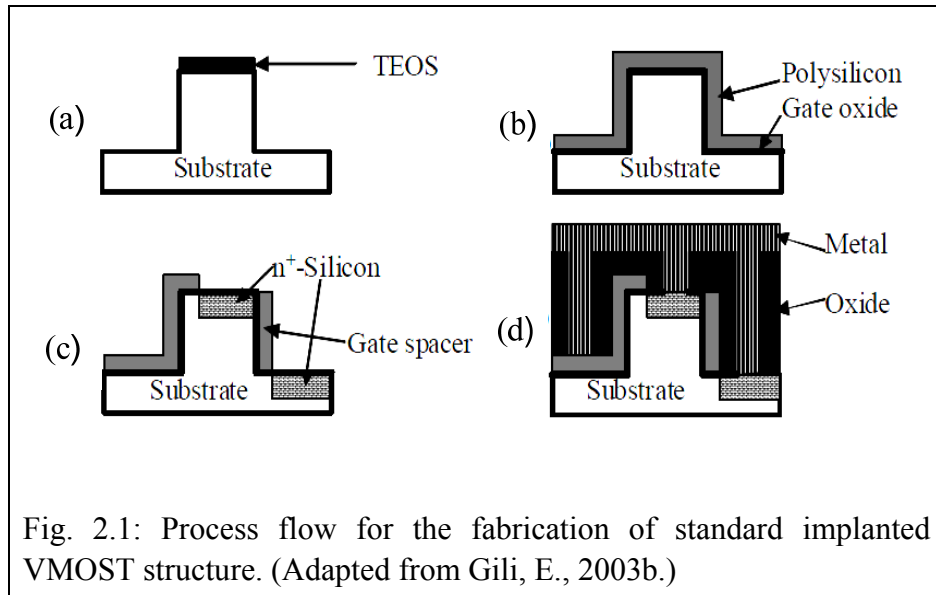 (a)
TEOS
Substrate
(b)
Polysilicon
Gate oxide
Substrate
(c)
n⁺-Silicon
Gate spacer
Substrate
(d)
Metal
Oxide
Substrate
Fig. 2.1: Process flow for the fabrication of standard implanted
VMOST structure. (Adapted from Gili, E., 2003b.)